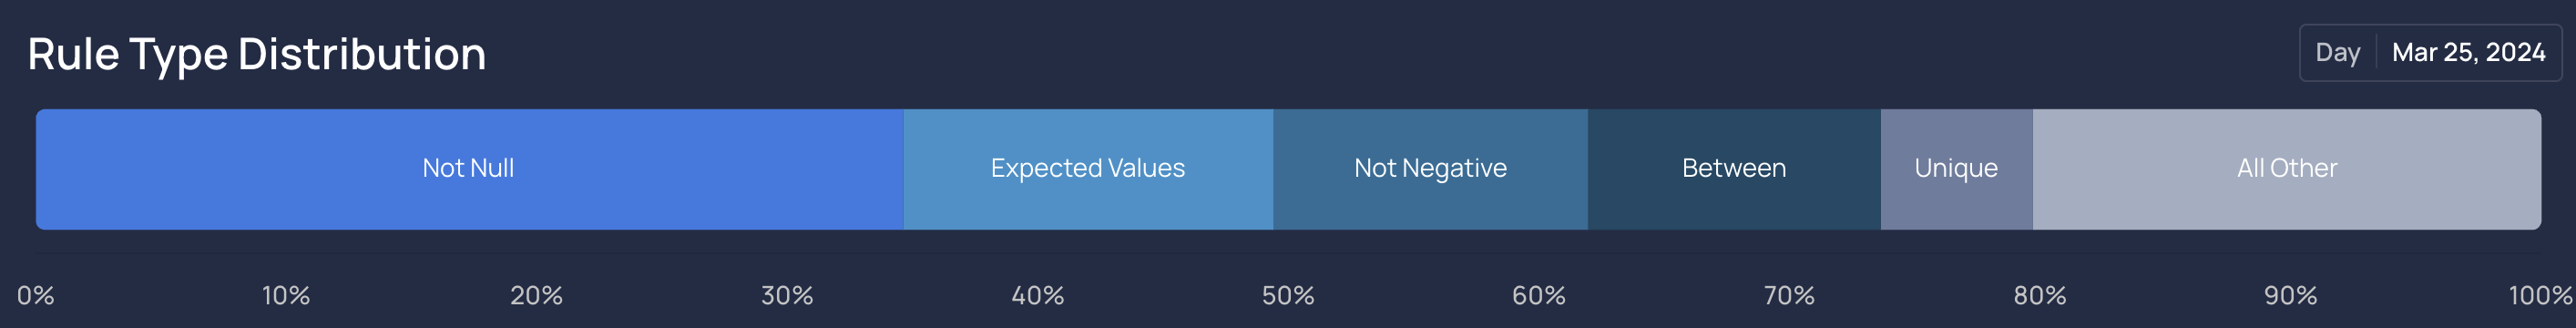 Rule Type Distribution
Day Mar 25, 2024
Not Null Expected Values Not Negative Between Unique All Other
0% 10% 20% 30% 40% 50% 60% 70% 80% 90% 100%